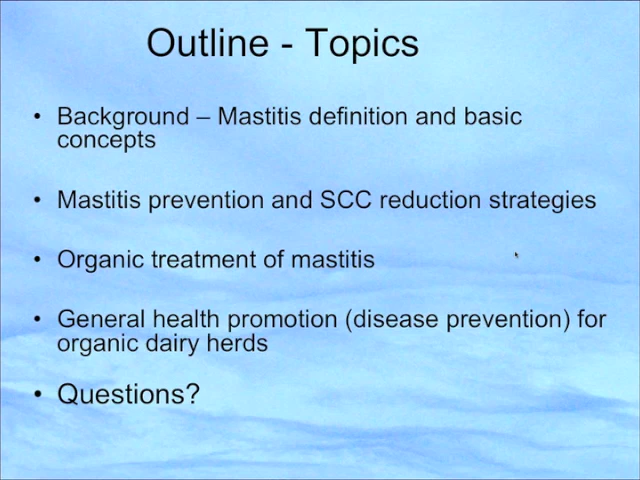 Outline - Topics
• Background – Mastitis definition and basic
concepts
• Mastitis prevention and SCC reduction strategies
• Organic treatment of mastitis
• General health promotion (disease prevention) for
organic dairy herds
• Questions?